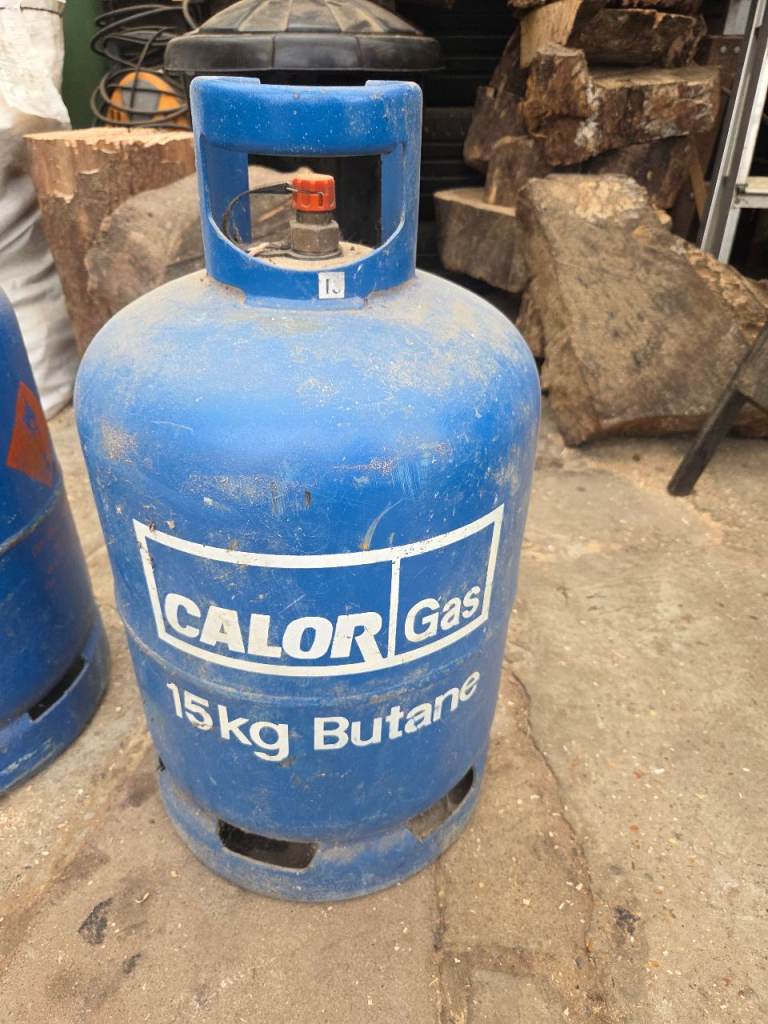 CALOR Gas
15kg Butane